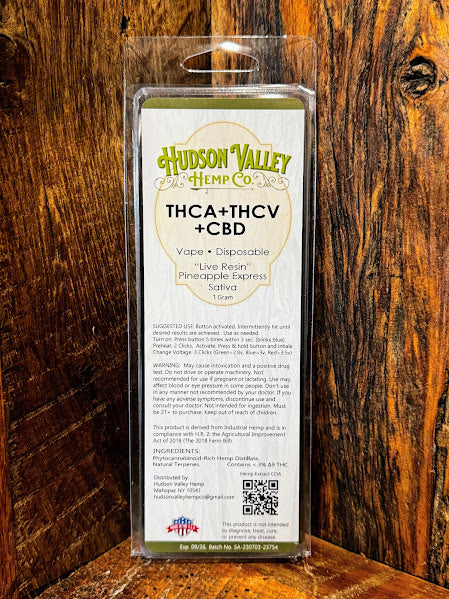 HUDSON VALLEY
HEMP CO.
THCA+THCV
+CBD
Vape • Disposable
"Live Resin"
Pineapple Express
Sativa
1 Gram
SUGGESTED USE: Button activated. Intermittently hit until
desired results are achieved. Use as needed.
Turn on: Press button 5 times within 3 sec. (blinks blue).
Preheat: 2 Clicks, Activate: Press & hold button and inhale.
Change Voltage: 3 Clicks (Green=2.8v, Blue=3v, Red=3.5v)
WARNING: May cause intoxication and a positive drug
test. Do not drive or operate machinery. Not
recommended for use if pregnant or lactating. Use may
affect blood or eye pressure in some people. Don't use
in any manner not recommended by your doctor. If you
have any adverse symptoms, discontinue use and
consult your doctor. Not intended for ingestion. Must
be 21+ to purchase. Keep out of reach of children.
This product is derived from Industrial Hemp and is in
compliance with H.R. 2, the Agricultural Improvement
Act of 2018 (The 2018 Farm Bill).
INGREDIENTS:
Phytocannabinoid-Rich Hemp Distillate,
Natural Terpenes. Contains <.3% Δ9 THC
Hemp Extract COA
Distributed by:
Hudson Valley Hemp
Mahopac NY 10541
hudsonvalleyhempco@gmail.com
This product is not intended
to diagnose, treat, cure,
or prevent any disease.
Exp. 09/26. Batch No. SA-230703-23754